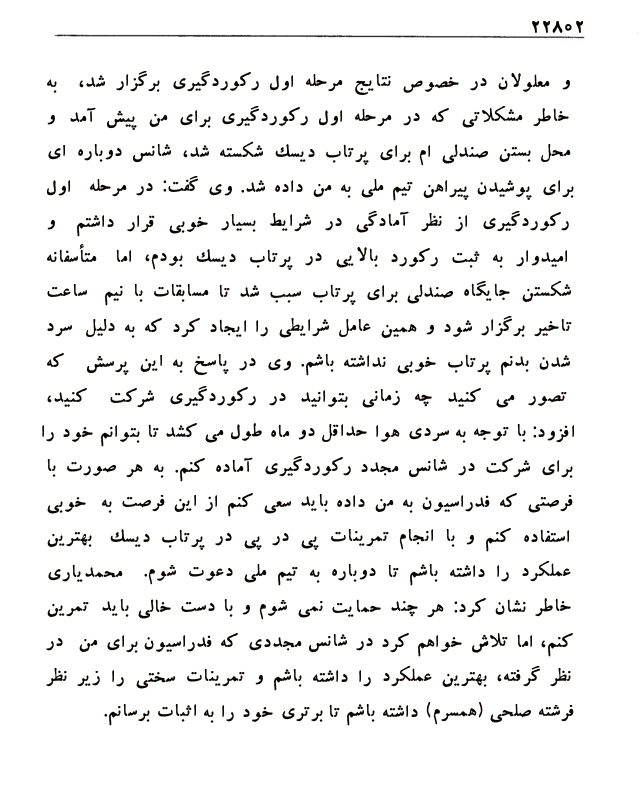 ۲۲۸۰۲
و معلولان در خصوص نتایج مرحله اول رکوردگیری برگزار شد، به
خاطر مشکلاتی که در مرحله اول رکوردگیری برای من پیش آمد و
محل بستن صندلی ام برای پرتاب دیسك شکسته شد، شانس دوباره ای
برای پوشیدن پیراهن تیم ملی به من داده شد. وی گفت: در مرحله اول
رکوردگیری از نظر آمادگی در شرایط بسیار خوبی قرار داشتم و
امیدوار به ثبت رکورد بالایی در پرتاب دیسك بودم، اما متأسفانه
شکستن جایگاه صندلی برای پرتاب سبب شد تا مسابقات با نیم ساعت
تاخیر برگزار شود و همین عامل شرایطی را ایجاد کرد که به دلیل سرد
شدن بدنم پرتاب خوبی نداشته باشم. وی در پاسخ به این پرسش که
تصور می کنید چه زمانی بتوانید در رکوردگیری شرکت کنید،
افزود: با توجه به سردی هوا حداقل دو ماه طول می کشد تا بتوانم خود را
برای شرکت در شانس مجدد رکوردگیری آماده کنم. به هر صورت با
فرصتی که فدراسیون به من داده باید سعی کنم از این فرصت به خوبی
استفاده کنم و با انجام تمرینات پی در پی در پرتاب دیسك بهترین
عملکرد را داشته باشم تا دوباره به تیم ملی دعوت شوم. محمدیاری
خاطر نشان کرد: هر چند حمایت نمی شوم و با دست خالی باید تمرین
کنم، اما تلاش خواهم کرد در شانس مجددی که فدراسیون برای من در
نظر گرفته، بهترین عملکرد را داشته باشم و تمرینات سختی را زیر نظر
فرشته صلحی (همسرم) داشته باشم تا برتری خود را به اثبات برسانم.